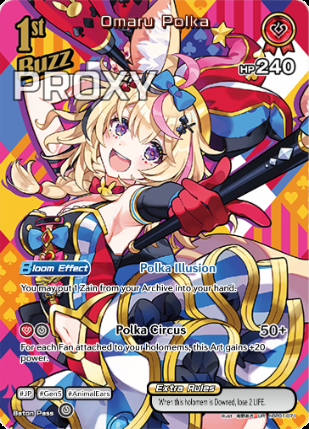 Omaru Polka
1st
BUZZ
HP 240
PROXY
Bloom Effect
Polka Illusion
You may put 1 Zain from your Archive into your hand.
Polka Circus
50+
For each Fan attached to your holomems, this Art gains +20
power.
#JP #Gen5 #AnimalEars
Extra Rules
When this holomem is Downed, lose 2 LIFE.
Baton Pass